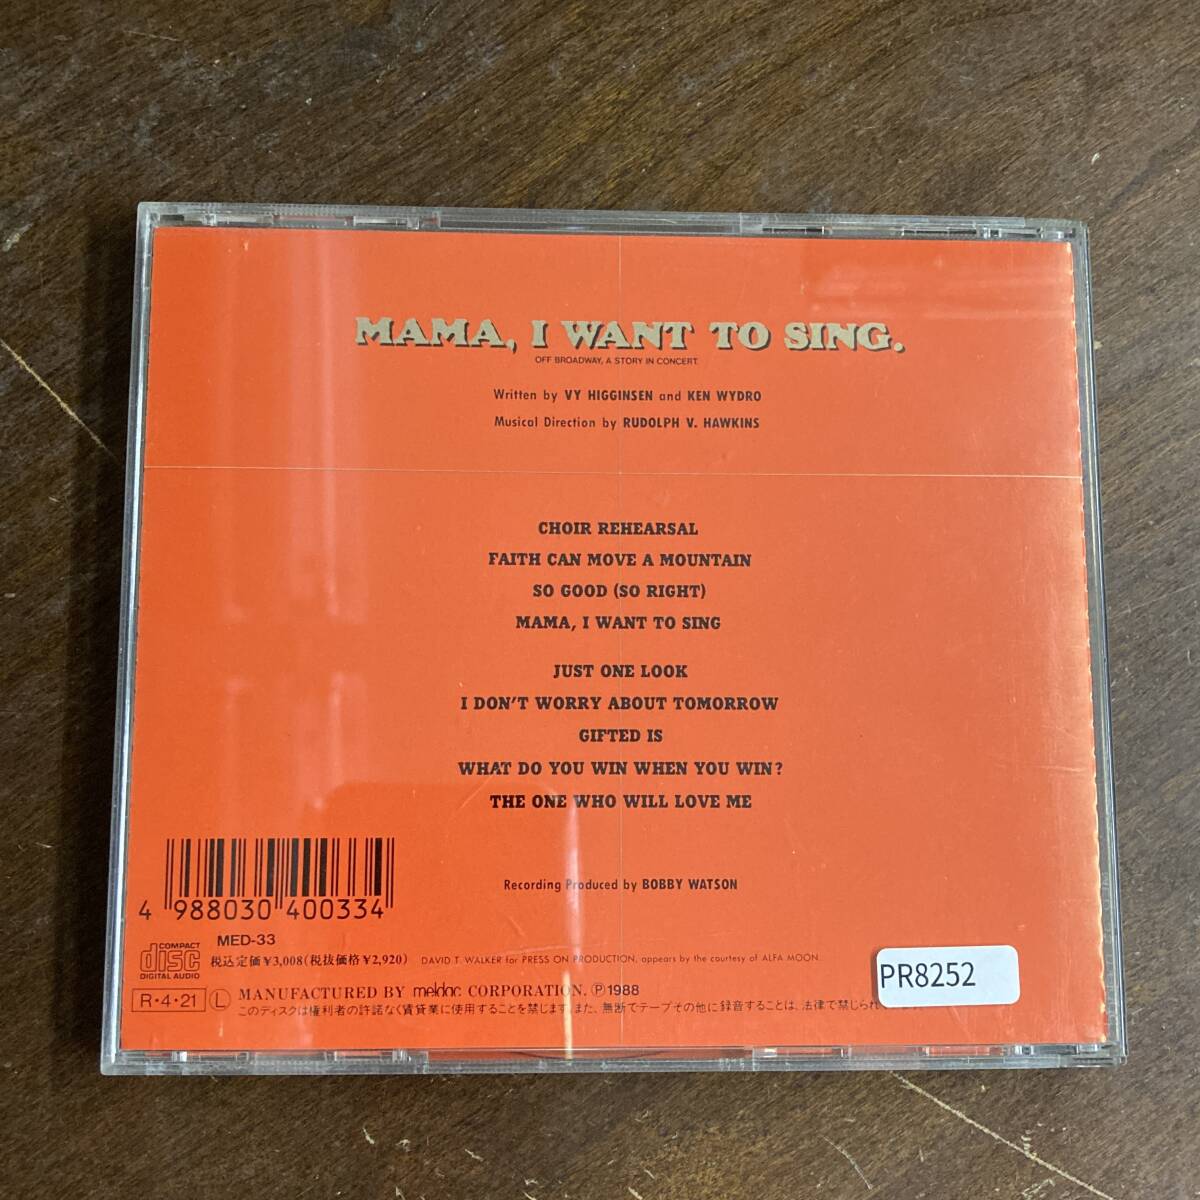 MAMA, I WANT TO SING.
OFF BROADWAY, A STORY IN CONCERT.
Written by VY HIGGINSEN and KEN WYDRO
Musical Direction by RUDOLPH V. HAWKINS
CHOIR REHEARSAL
FAITH CAN MOVE A MOUNTAIN
SO GOOD (SO RIGHT)
MAMA, I WANT TO SING
JUST ONE LOOK
I DON'T WORRY ABOUT TOMORROW
GIFTED IS
WHAT DO YOU WIN WHEN YOU WIN?
THE ONE WHO WILL LOVE ME
Recording Produced by BOBBY WATSON
4 988030 400334
COMPACT
disc
DIGITAL AUDIO
MED-33
税込定価¥3,008(税抜価格¥2,920) DAVID T. WALKER for PRESS ON PRODUCTION, appears by the courtesy of ALFA MOON.
PR8252
R・4・21 Ⓛ MANUFACTURED BY meldac CORPORATION. Ⓟ1988
このディスクは権利者の許諾なく賃貸業に使用することを禁じます。また、無断でテープその他に録音することは、法律で禁じられ